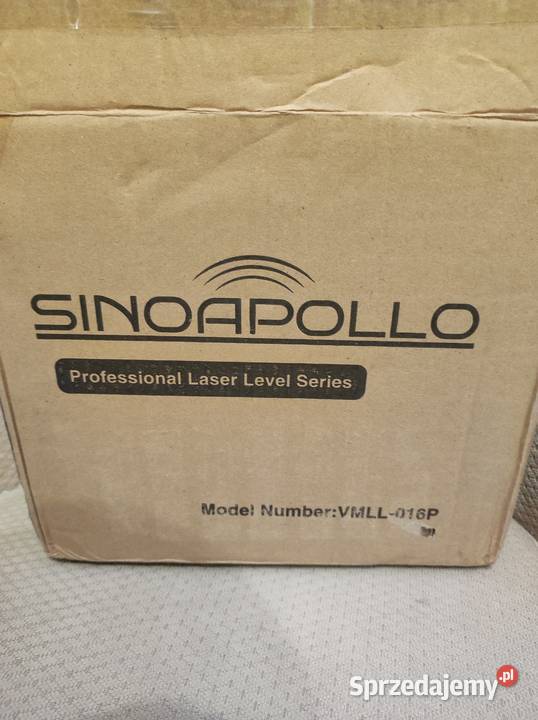 SINOAPOLLO
Professional Laser Level Series
Model Number:VMLL-016P
Sprzedajemy.pl